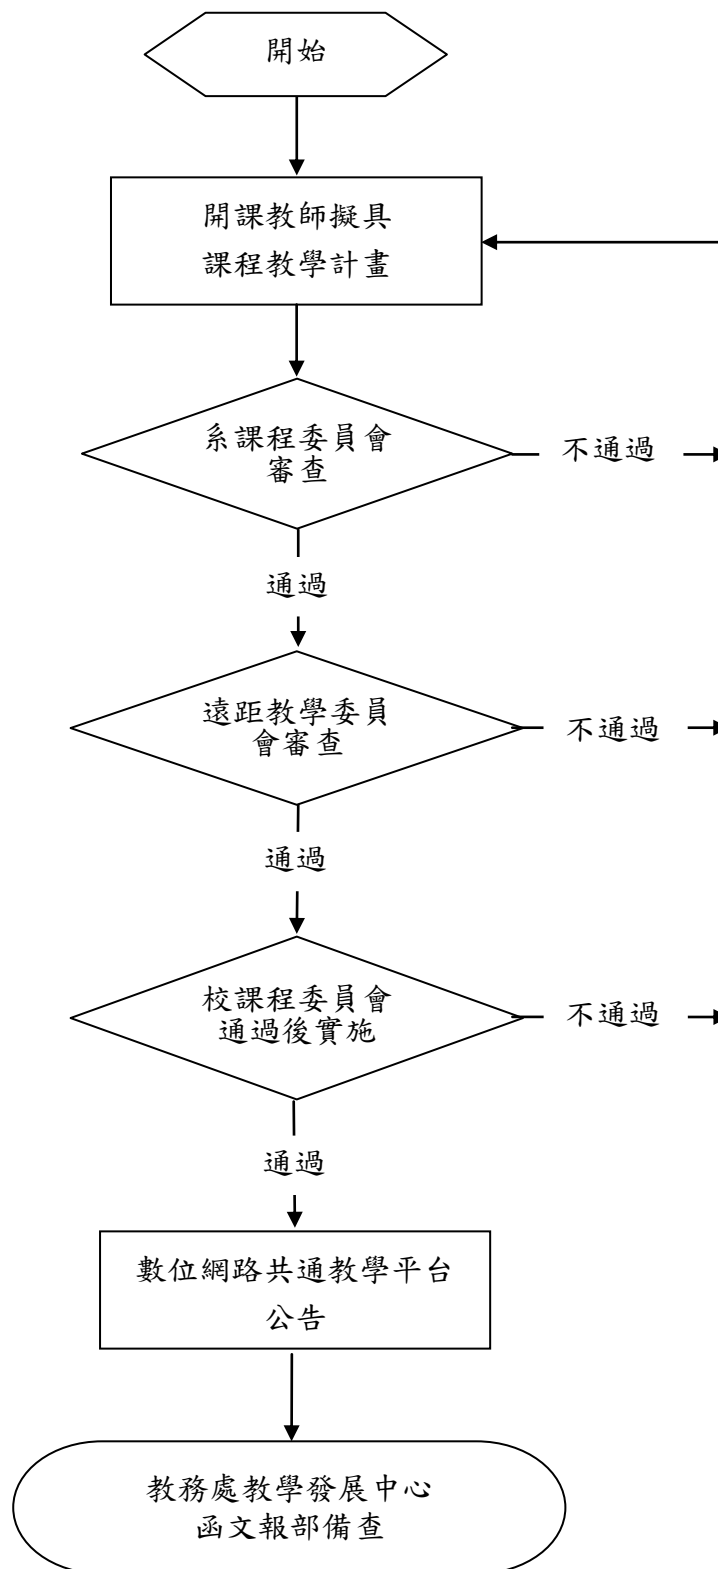 開始
開課教師擬具
課程教學計畫
系課程委員會
審查
不通過
通過
遠距教學委員
會審查
不通過
通過
校課程委員會
通過後實施
不通過
通過
數位網路共通教學平台
公告
教務處教學發展中心
函文報部備查